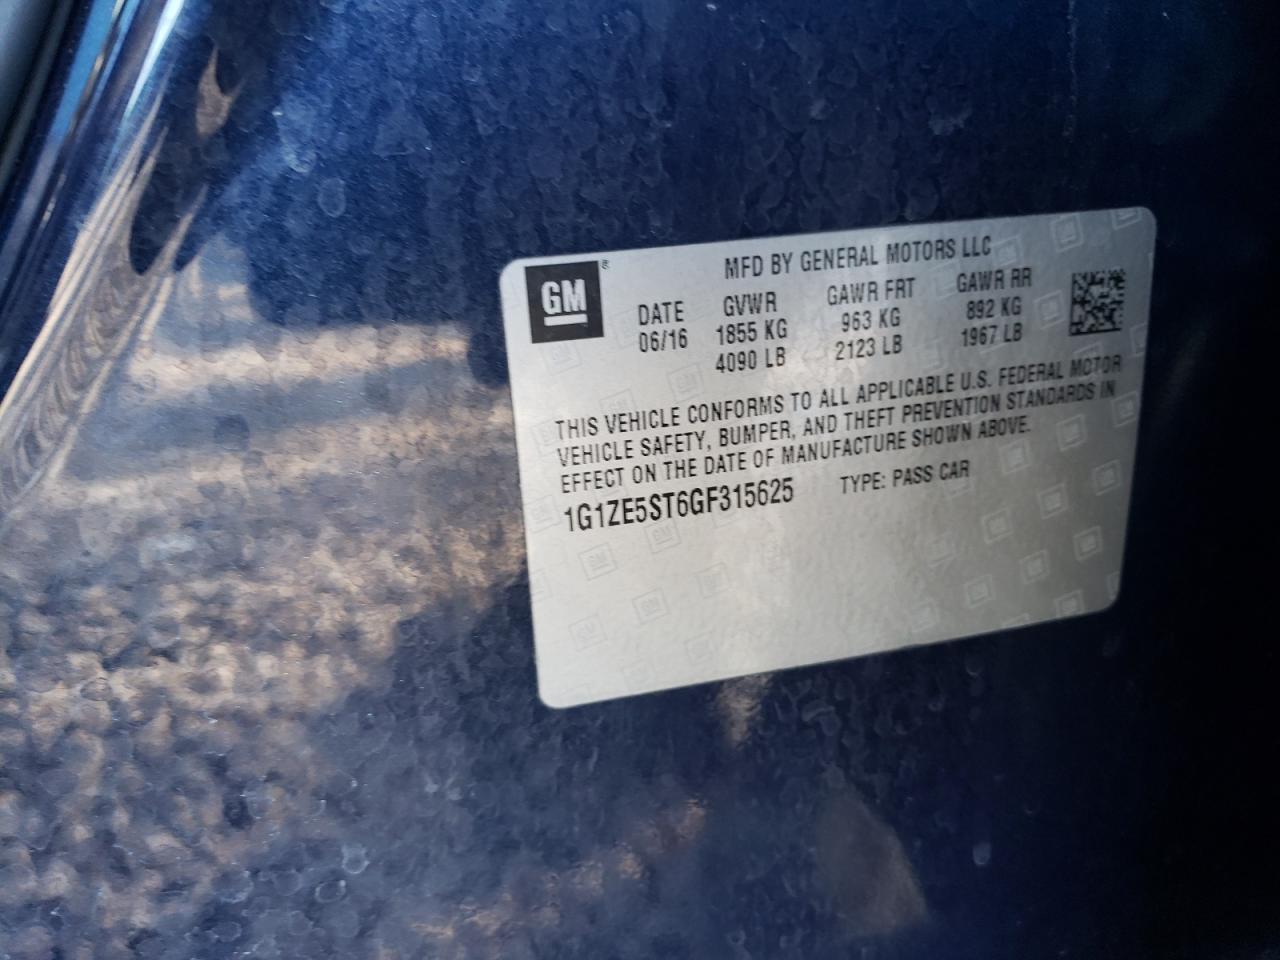 GM ®
MFD BY GENERAL MOTORS LLC
DATE GVWR GAWR FRT GAWR RR
06/16 1855 KG 963 KG 892 KG
4090 LB 2123 LB 1967 LB
THIS VEHICLE CONFORMS TO ALL APPLICABLE U.S. FEDERAL MOTOR
VEHICLE SAFETY, BUMPER, AND THEFT PREVENTION STANDARDS IN
EFFECT ON THE DATE OF MANUFACTURE SHOWN ABOVE.
1G1ZE5ST6GF315625 TYPE: PASS CAR